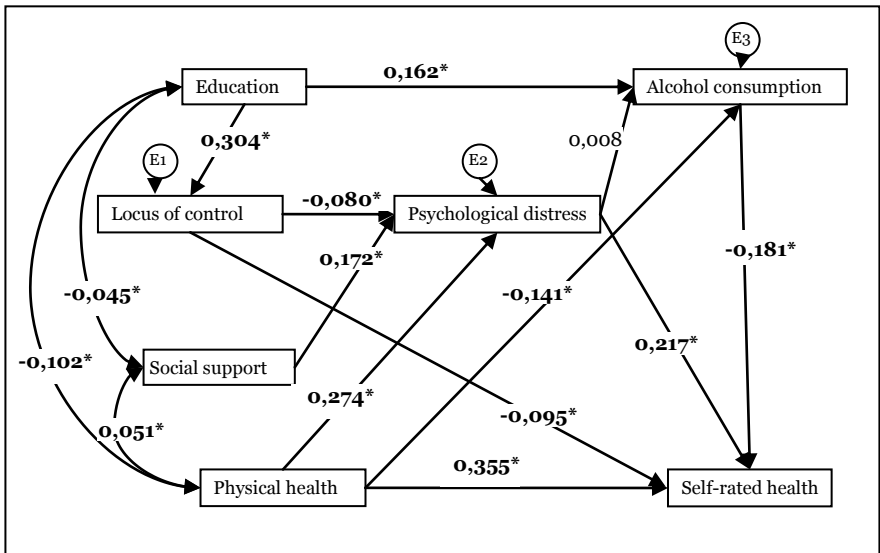 E3
Education
0,162*
Alcohol consumption
0,304*
0,008
E1
E2
Locus of control
-0,080*
Psychological distress
0,172*
-0,181*
-0,045*
-0,141*
0,217*
-0,102*
Social support
0,274*
-0,095*
0,051*
0,355*
Physical health
Self-rated health